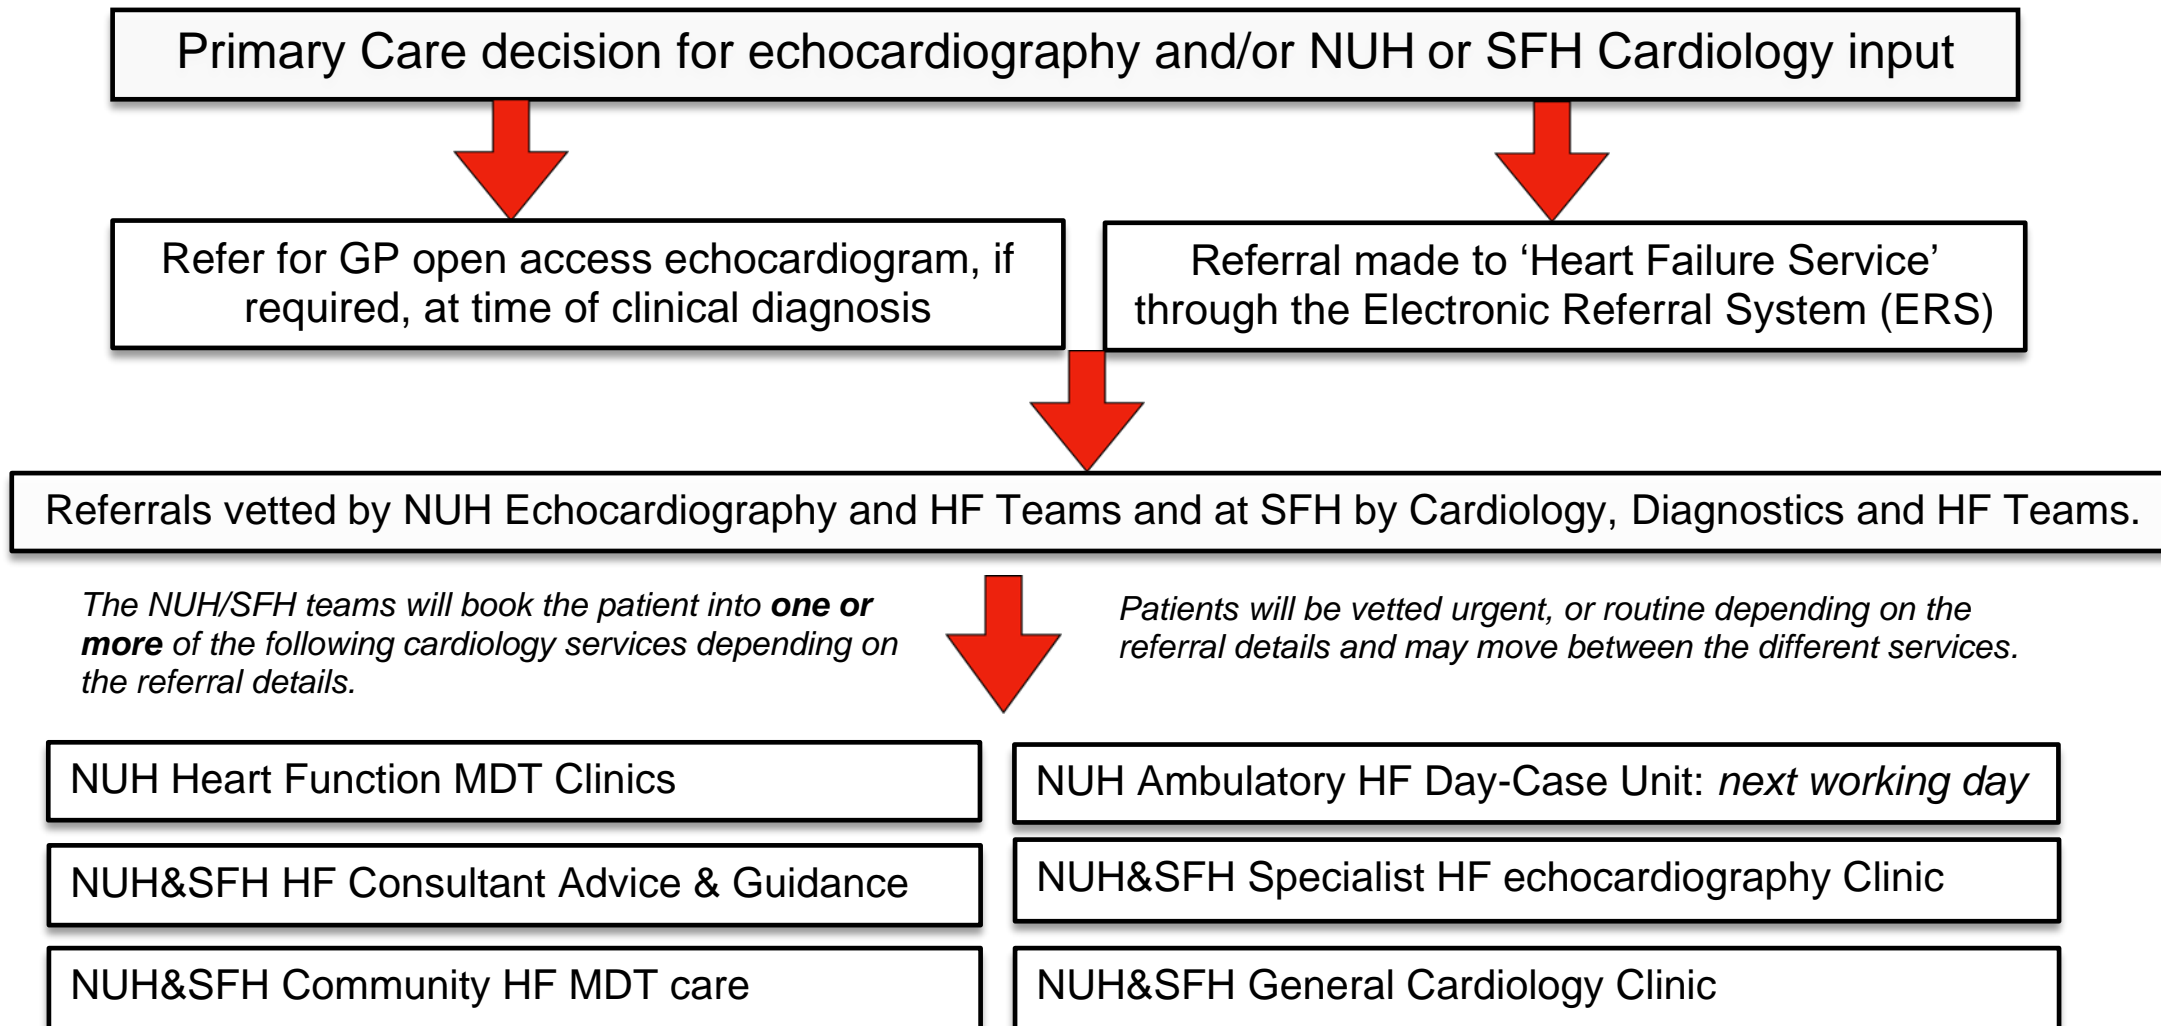 Primary Care decision for echocardiography and/or NUH or SFH Cardiology input
Refer for GP open access echocardiogram, if
required, at time of clinical diagnosis
Referral made to ‘Heart Failure Service’
through the Electronic Referral System (ERS)
Referrals vetted by NUH Echocardiography and HF Teams and at SFH by Cardiology, Diagnostics and HF Teams.
The NUH/SFH teams will book the patient into one or
more of the following cardiology services depending on
the referral details.
Patients will be vetted urgent, or routine depending on the
referral details and may move between the different services.
NUH Heart Function MDT Clinics
NUH Ambulatory HF Day-Case Unit: next working day
NUH&SFH HF Consultant Advice & Guidance
NUH&SFH Specialist HF echocardiography Clinic
NUH&SFH Community HF MDT care
NUH&SFH General Cardiology Clinic